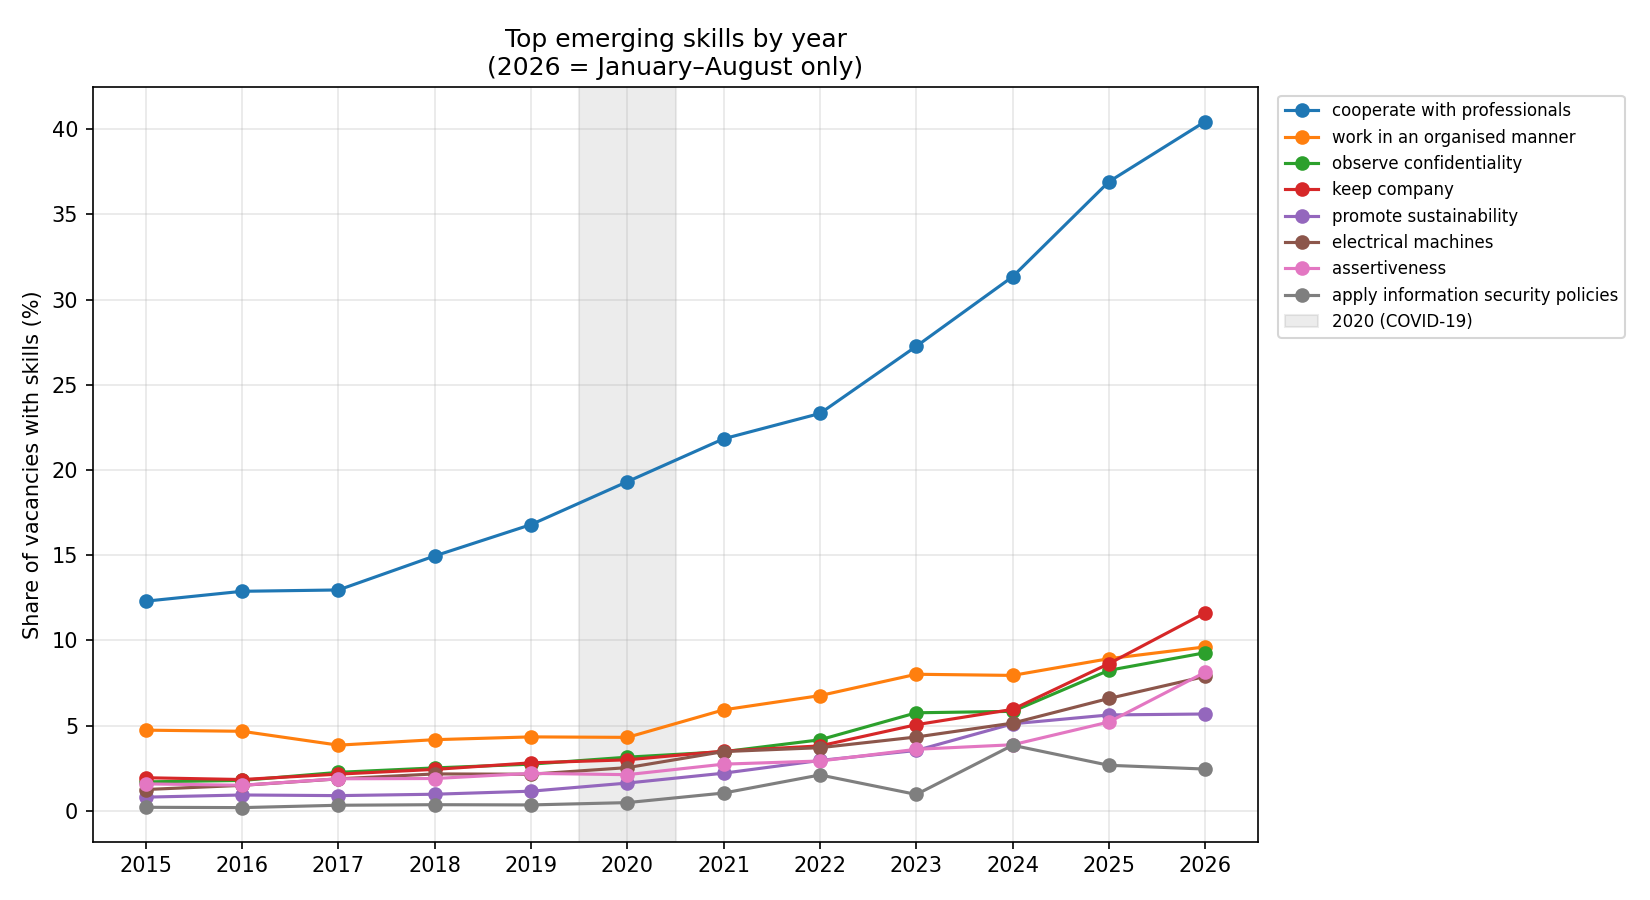 Top emerging skills by year
(2026 = January–August only)
Share of vacancies with skills (%)
40
35
30
25
20
15
10
5
0
2015 2016 2017 2018 2019 2020 2021 2022 2023 2024 2025 2026
cooperate with professionals
work in an organised manner
observe confidentiality
keep company
promote sustainability
electrical machines
assertiveness
apply information security policies
2020 (COVID-19)